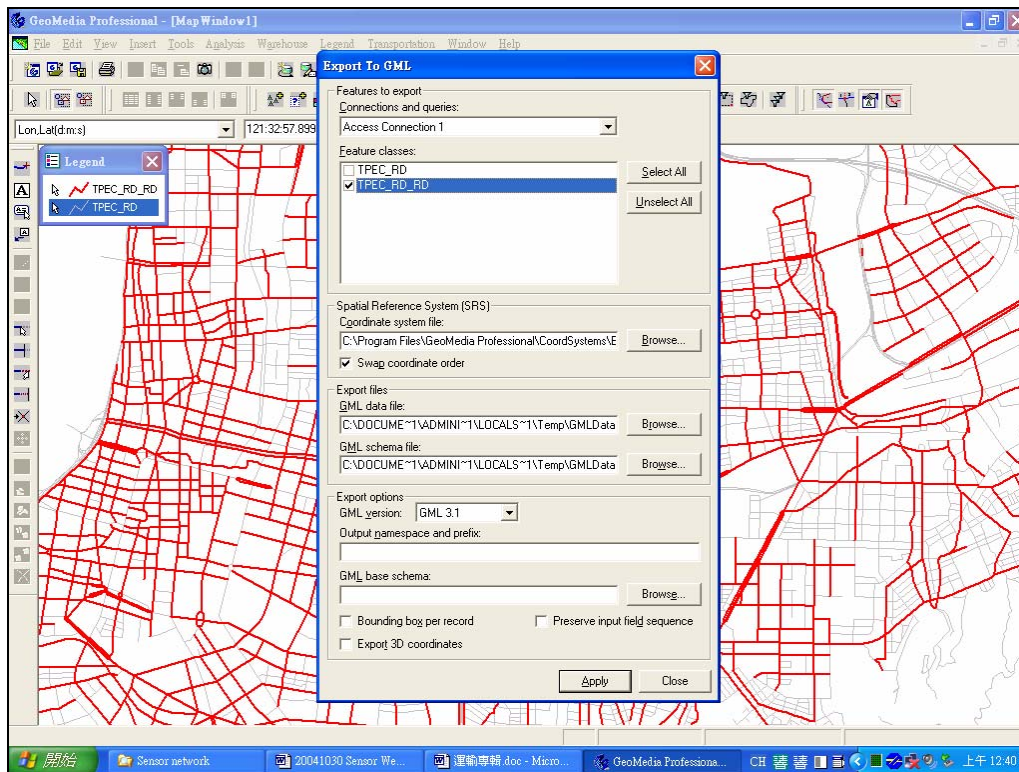 GeoMedia Professional - [MapWindow1]
File Edit View Insert Tools Analysis Warehouse Legend Transportation Window Help
Lon,Lat(d:m:s)
121:32:57.899
Legend
TPEC_RD_RD
TPEC_RD
Export To GML
Features to export
Connections and queries:
Access Connection 1
Feature classes:
TPEC_RD
TPEC_RD_RD
Select All
Unselect All
Spatial Reference System (SRS)
Coordinate system file:
C:\Program Files\GeoMedia Professional\CoordSystems\E
Browse...
Swap coordinate order
Export files
GML data file:
C:\DOCUME~1\ADMINI~1\LOCALS~1\Temp\GMLData
Browse...
GML schema file:
C:\DOCUME~1\ADMINI~1\LOCALS~1\Temp\GMLData
Browse...
Export options
GML version:
GML 3.1
Output namespace and prefix:
GML base schema:
Browse...
Bounding box per record
Preserve input field sequence
Export 3D coordinates
Apply
Close
開始
Sensor network
20041030 Sensor We...
運輸專輯.doc - Micro...
GeoMedia Professiona...
CH
上午 12:40